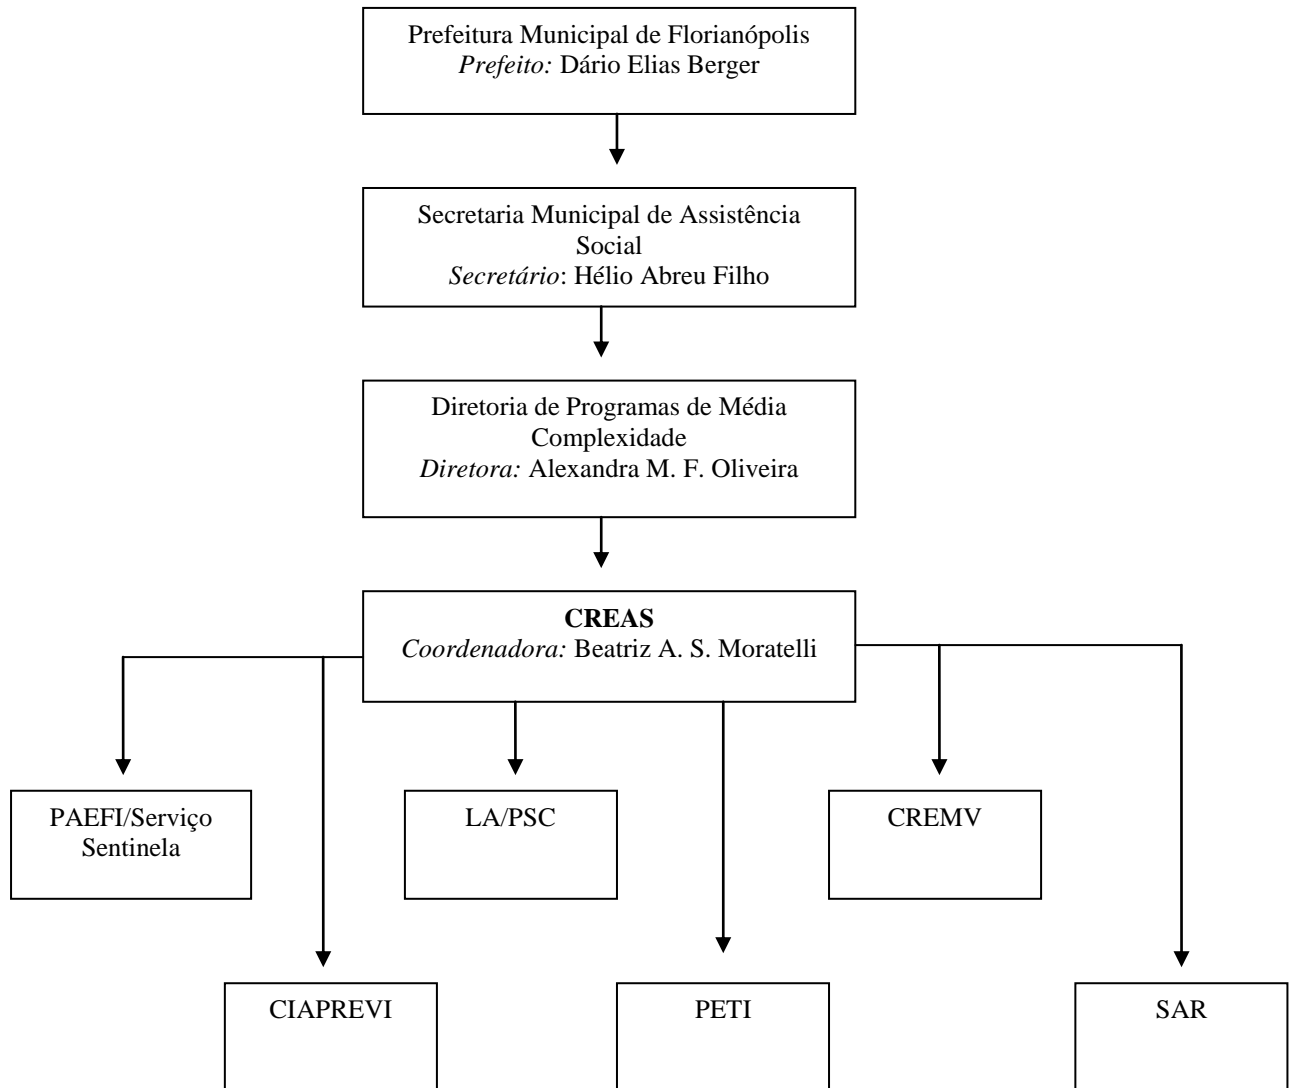 Prefeitura Municipal de Florianópolis
Prefeito: Dário Elias Berger
Secretaria Municipal de Assistência
Social
Secretário: Hélio Abreu Filho
Diretoria de Programas de Média
Complexidade
Diretora: Alexandra M. F. Oliveira
CREAS
Coordenadora: Beatriz A. S. Moratelli
PAEFI/Serviço
Sentinela
LA/PSC
CREMV
CIAPREVI
PETI
SAR